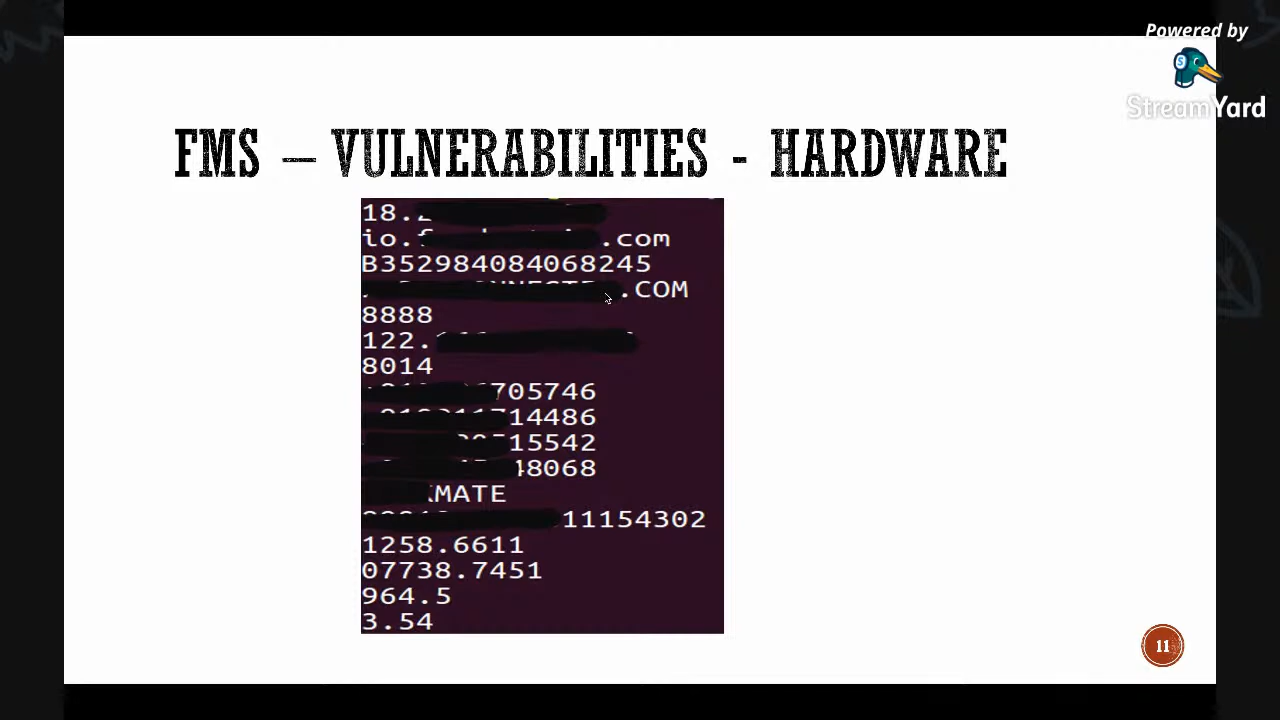 Powered by
StreamYard
FMS – VULNERABILITIES - HARDWARE
18.
io. .com
B352984084068245
.COM
8888
122.
8014
705746
14486
15542
48068
MATE
11154302
1258.6611
07738.7451
964.5
3.54
11